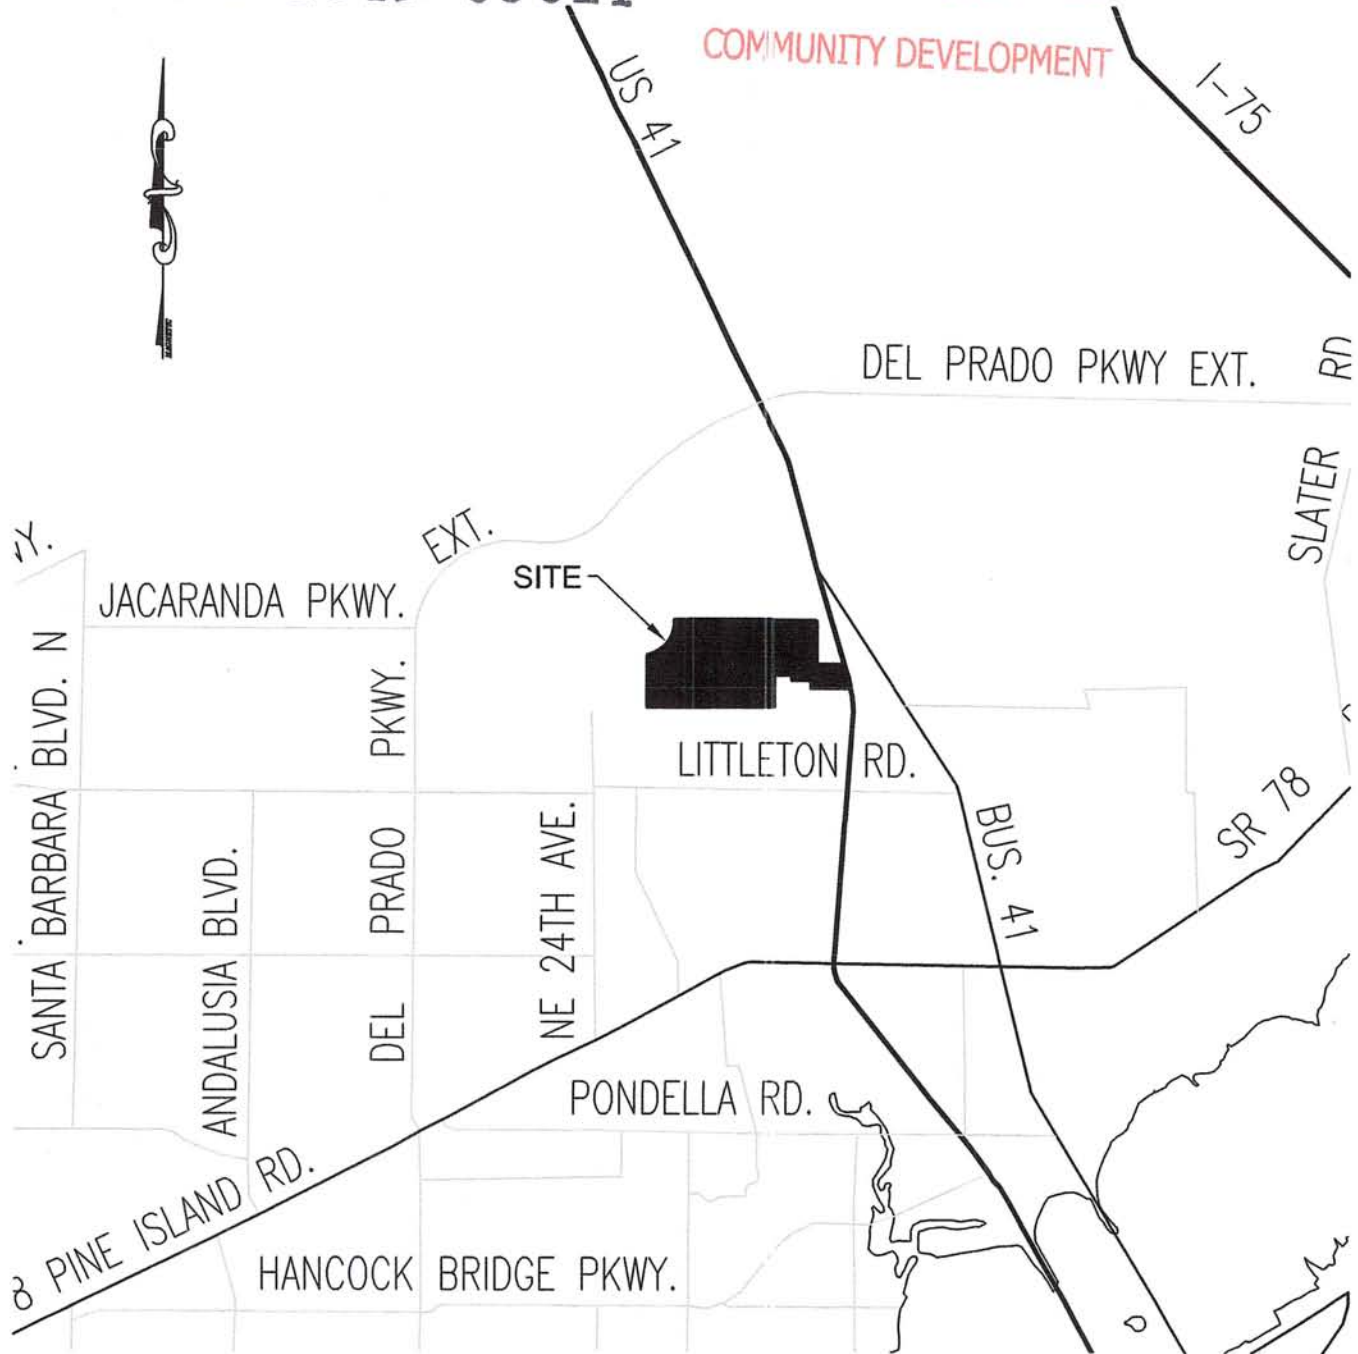 COMMUNITY DEVELOPMENT
US 41
I-75
DEL PRADO PKWY EXT.
SLATER RD
EXT.
SITE
JACARANDA PKWY.
SANTA BARBARA BLVD. N
DEL PRADO PKWY.
LITTLETON RD.
ANDALUSIA BLVD.
NE 24TH AVE.
BUS. 41
SR 78
PONDELLA RD.
8 PINE ISLAND RD.
HANCOCK BRIDGE PKWY.